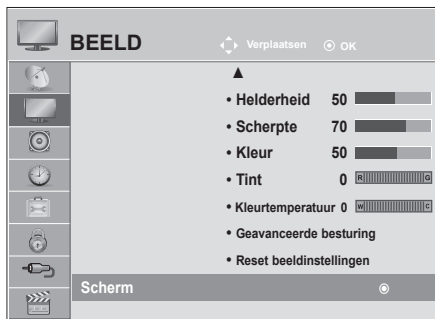 BEELD Verplaatsen OK
▲
• Helderheid 50
• Scherpte 70
• Kleur 50
• Tint 0 R G
• Kleurtemperatuur 0 W C
• Geavanceerde besturing
• Reset beeldinstellingen
Scherm